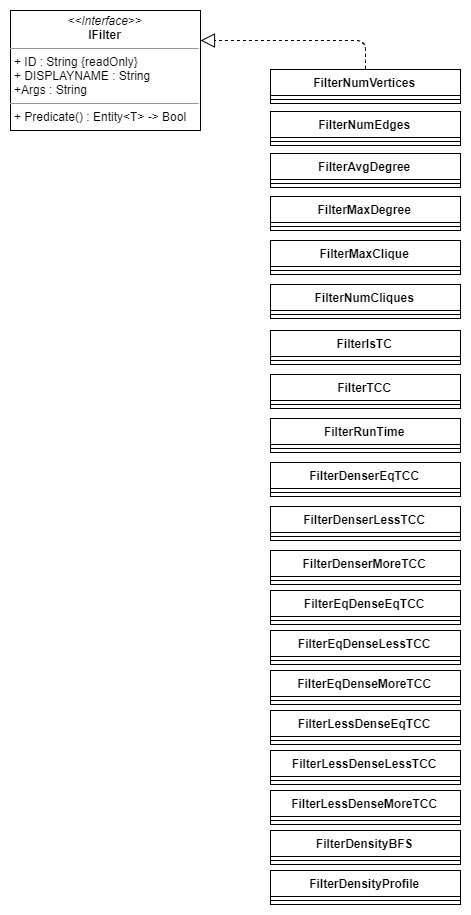 <<Interface>>
IFilter
+ ID : String {readOnly}
+ DISPLAYNAME : String
+Args : String
+ Predicate() : Entity<T> -> Bool
FilterNumVertices
FilterNumEdges
FilterAvgDegree
FilterMaxDegree
FilterMaxClique
FilterNumCliques
FilterIsTC
FilterTCC
FilterRunTime
FilterDenserEqTCC
FilterDenserLessTCC
FilterDenserMoreTCC
FilterEqDenseEqTCC
FilterEqDenseLessTCC
FilterEqDenseMoreTCC
FilterLessDenseEqTCC
FilterLessDenseLessTCC
FilterLessDenseMoreTCC
FilterDensityBFS
FilterDensityProfile